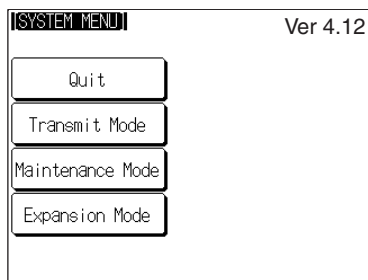 [SYSTEM MENU]
Ver 4.12
Quit
Transmit Mode
Maintenance Mode
Expansion Mode